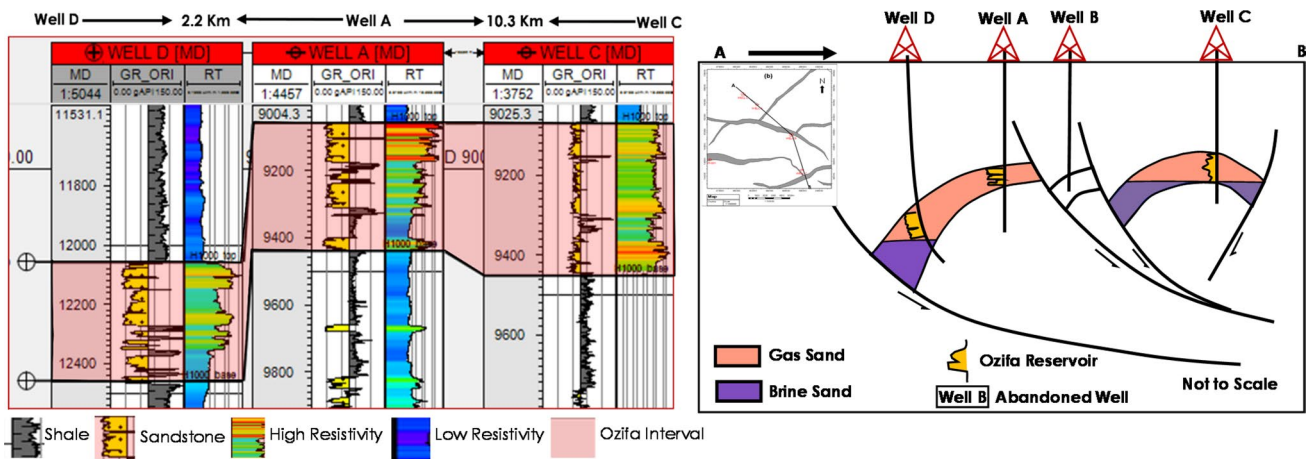 Well D 2.2 Km Well A 10.3 Km Well C
WELL D [MD]
MD GR_ORI RT
1:5044 0.00 gAPI 150.00
11531.1
11800
12000
12200
12400
H1000 top
H1000 base
WELL A [MD]
MD GR_ORI RT
1:4457 0.00 gAPI 150.00
9004.3
9200
9400
9600
9800
H1000 top
H1000 base
WELL C [MD]
MD GR_ORI RT
1:3752 0.00 gAPI 150.00
9025.3
9200
9400
9600
H1000 top
H1000 base
Shale
Sandstone
High Resistivity
Low Resistivity
Ozifa Interval
Well D Well A Well B Well C
A B
(b)
N
A
Map
Gas Sand
Brine Sand
Ozifa Reservoir
Well B Abandoned Well
Not to Scale